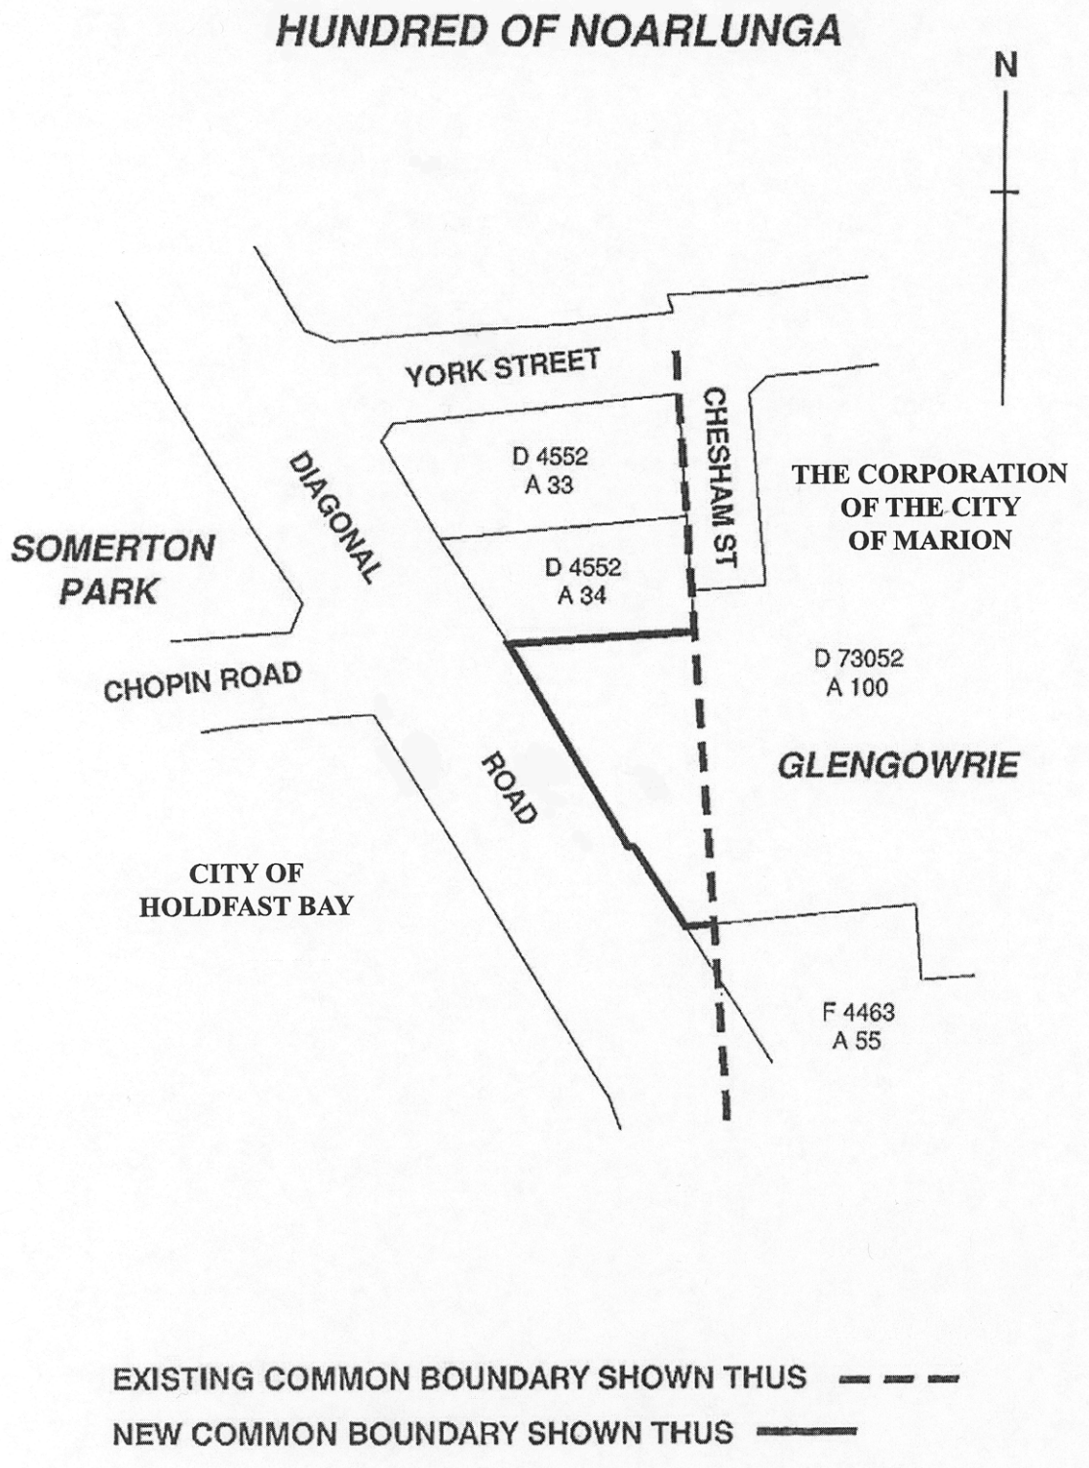 HUNDRED OF NOARLUNGA
N
YORK STREET
CHESHAM ST
D 4552
A 33
DIAGONAL
THE CORPORATION
OF THE CITY
OF MARION
SOMERTON
PARK
D 4552
A 34
D 73052
A 100
CHOPIN ROAD
GLENGOWRIE
ROAD
CITY OF
HOLDFAST BAY
F 4463
A 55
EXISTING COMMON BOUNDARY SHOWN THUS
NEW COMMON BOUNDARY SHOWN THUS